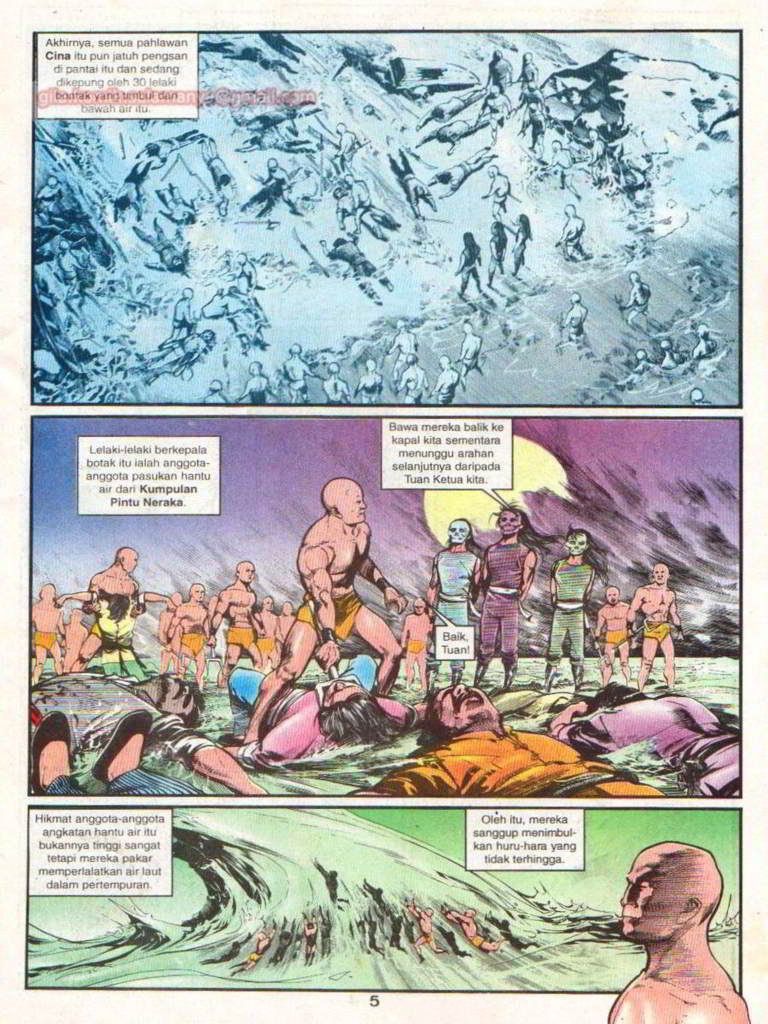 Akhirnya, semua pahlawan
Cina itu pun jatuh pengsan
di pantai itu dan sedang
dikepung oleh 30 lelaki
botak yang timbul dari
bawah air itu.
Lelaki-lelaki berkepala
botak itu ialah anggota-
anggota pasukan hantu
air dari Kumpulan
Pintu Neraka.
Bawa mereka balik ke
kapal kita sementara
menunggu arahan
selanjutnya daripada
Tuan Ketua kita.
Baik,
Tuan!
Hikmat anggota-anggota
angkatan hantu air itu
bukannya tinggi sangat
tetapi mereka pakar
memperlalatkan air laut
dalam pertempuran.
Oleh itu, mereka
sanggup menimbul-
kan huru-hara yang
tidak terhingga.
5